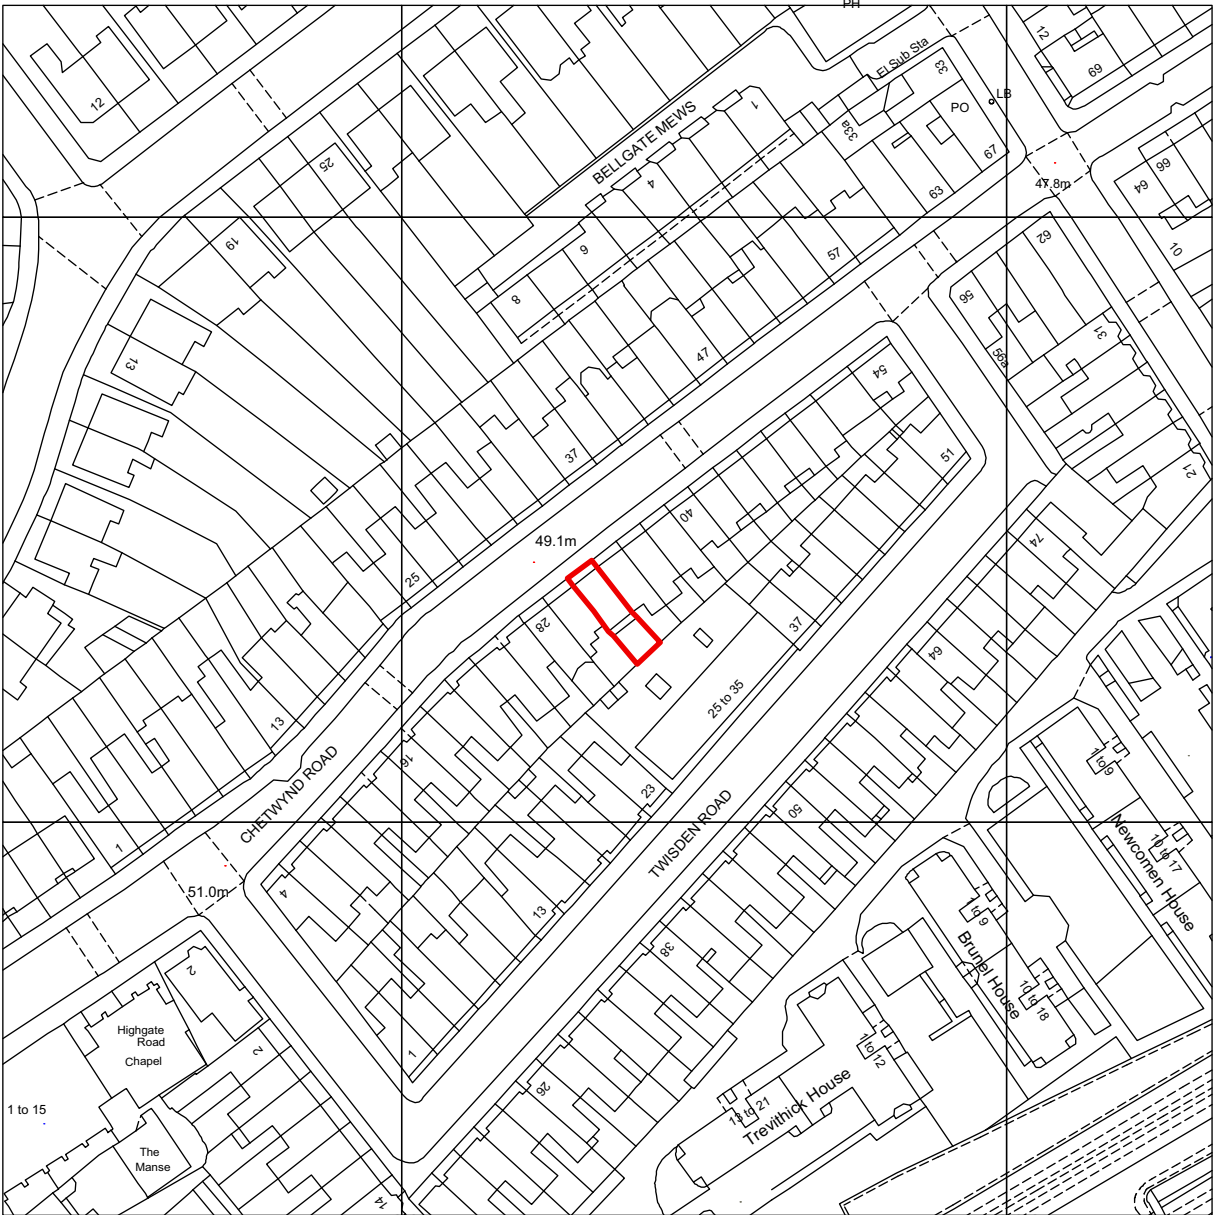 PH
12
El Sub Sta
33
12
69
LB
PO
1
BELLGATE MEWS
33a
67
25
4
63
47.8m
64
66
19
6
57
62
10
8
56
56a
31
13
47
54
37
51
21
40
49.1m
74
25
28
37
64
25 to 35
13
16
23
1 to 9
CHETWYND ROAD
TWISDEN ROAD
50
Newcomen House
10 to 17
1
51.0m
4
13
38
1 to 9
Brunel House
10 to 18
2
Highgate
Road
Chapel
2
1
1 to 12
26
13 to 21
Trevithick House
1 to 15
The
Manse
14